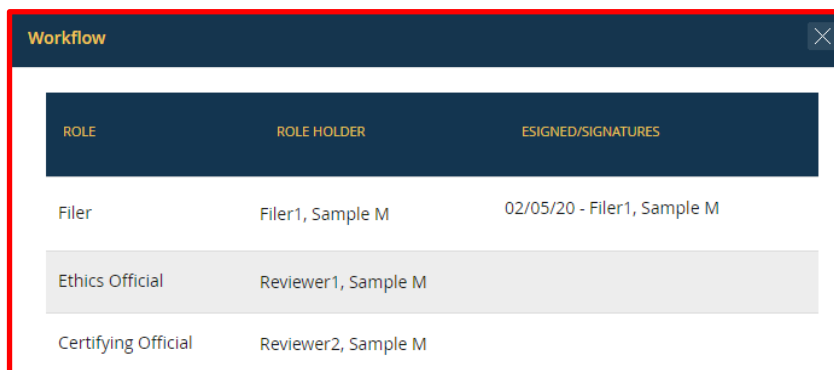 Workflow
ROLE ROLE HOLDER ESIGNED/SIGNATURES
Filer Filer1, Sample M 02/05/20 - Filer1, Sample M
Ethics Official Reviewer1, Sample M
Certifying Official Reviewer2, Sample M